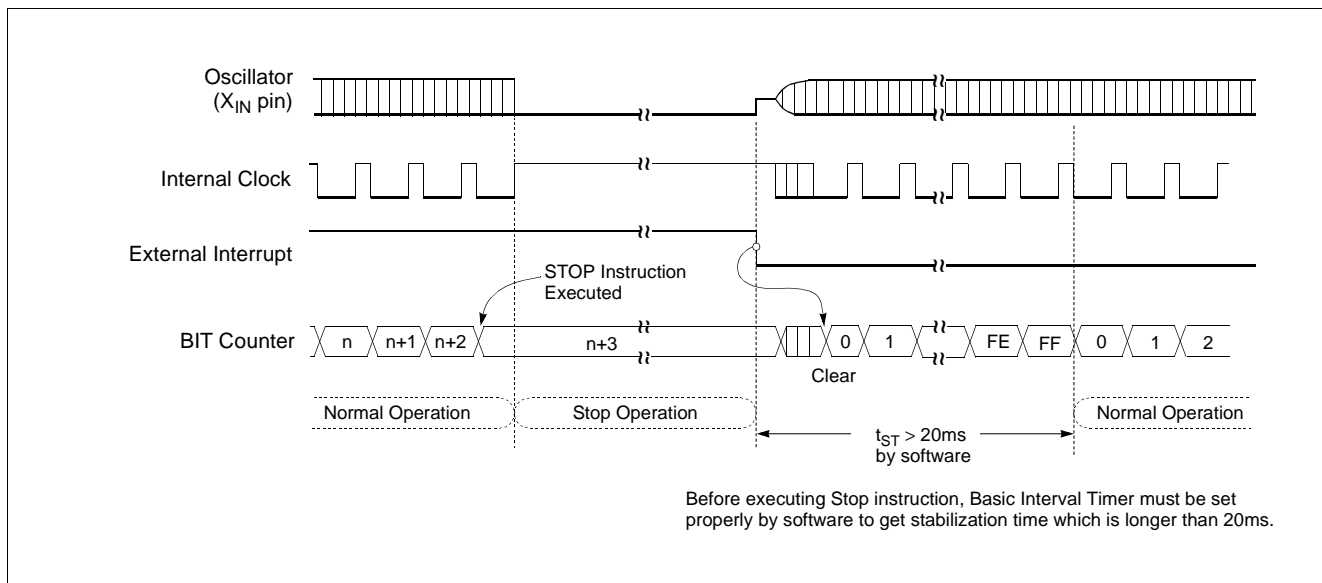 Oscillator
(XIN pin)
Internal Clock
External Interrupt
STOP Instruction
Executed
BIT Counter
n n+1 n+2 n+3 0 1 FE FF 0 1 2
Clear
Normal Operation Stop Operation Normal Operation
tST > 20ms
by software
Before executing Stop instruction, Basic Interval Timer must be set
properly by software to get stabilization time which is longer than 20ms.